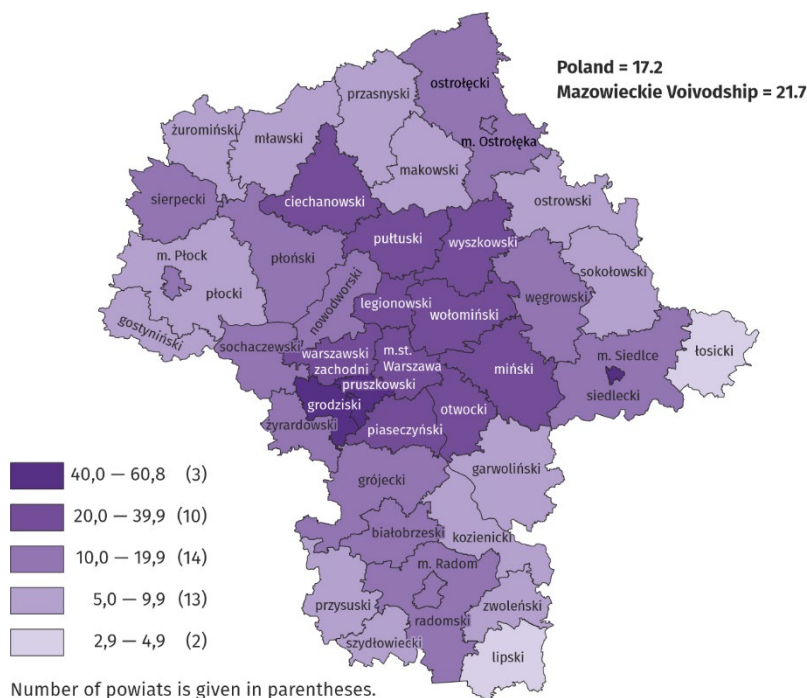 Poland = 17.2
Mazowieckie Voivodship = 21.7
ostrołęcki
przasnyski
żuromiński
mławski
m. Ostrołęka
makowski
sierpecki
ciechanowski
ostrowski
pułtuski
wyszkowski
m. Płock
płoński
sokołowski
płocki
nowodworski
legionowski
węgrowski
wołomiński
gostyniński
sochaczewski
warszawski
zachodni
m.st.
Warszawa
miński
m. Siedlce
łosicki
pruszkowski
siedlecki
grodziski
otwocki
żyrardowski
piaseczyński
garwoliński
grójecki
białobrzeski
kozienicki
m. Radom
przysuski
zwoleński
radomski
szydłowiecki
lipski
40,0 — 60,8 (3)
20,0 — 39,9 (10)
10,0 — 19,9 (14)
5,0 — 9,9 (13)
2,9 — 4,9 (2)
Number of powiats is given in parentheses.